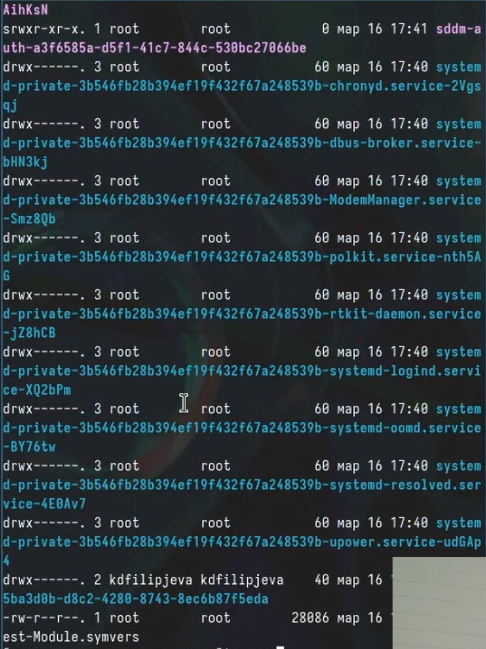 AihKsN
srwxr-xr-x. 1 root       root           0 мар 16 17:41 sddm-a
uth-a3f6585a-d5f1-41c7-844c-530bc27066be
drwx------. 3 root       root          60 мар 16 17:40 system
d-private-3b546fb28b394ef19f432f67a248539b-chronyd.service-2Vgs
qj
drwx------. 3 root       root          60 мар 16 17:40 system
d-private-3b546fb28b394ef19f432f67a248539b-dbus-broker.service-
bHN3kj
drwx------. 3 root       root          60 мар 16 17:40 system
d-private-3b546fb28b394ef19f432f67a248539b-ModemManager.service
-Smz8Qb
drwx------. 3 root       root          60 мар 16 17:40 system
d-private-3b546fb28b394ef19f432f67a248539b-polkit.service-nth5A
G
drwx------. 3 root       root          60 мар 16 17:40 system
d-private-3b546fb28b394ef19f432f67a248539b-rtkit-daemon.service
-jZ8hCB
drwx------. 3 root       root          60 мар 16 17:40 system
d-private-3b546fb28b394ef19f432f67a248539b-systemd-logind.servi
ce-XQ2bPm
drwx------. 3 root       root          60 мар 16 17:40 system
d-private-3b546fb28b394ef19f432f67a248539b-systemd-oomd.service
-BY76tw
drwx------. 3 root       root          60 мар 16 17:40 system
d-private-3b546fb28b394ef19f432f67a248539b-systemd-resolved.ser
vice-4E0Av7
drwx------. 3 root       root          60 мар 16 17:40 system
d-private-3b546fb28b394ef19f432f67a248539b-upower.service-udGAp
4
drwx------. 2 kdfilipjeva kdfilipjeva    40 мар 16
5ba3d0b-d8c2-4280-8743-8ec6b87f5eda
-rw-r--r--. 1 root       root       28086 мар 16
est-Module.symvers